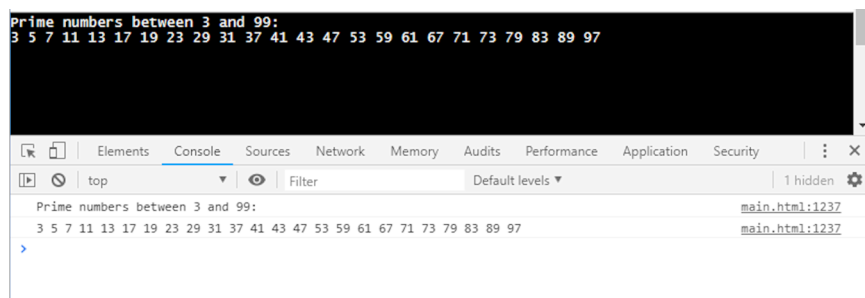 Prime numbers between 3 and 99:
3 5 7 11 13 17 19 23 29 31 37 41 43 47 53 59 61 67 71 73 79 83 89 97
Elements Console Sources Network Memory Audits Performance Application Security
top Filter Default levels 1 hidden
Prime numbers between 3 and 99: main.html:1237
3 5 7 11 13 17 19 23 29 31 37 41 43 47 53 59 61 67 71 73 79 83 89 97 main.html:1237